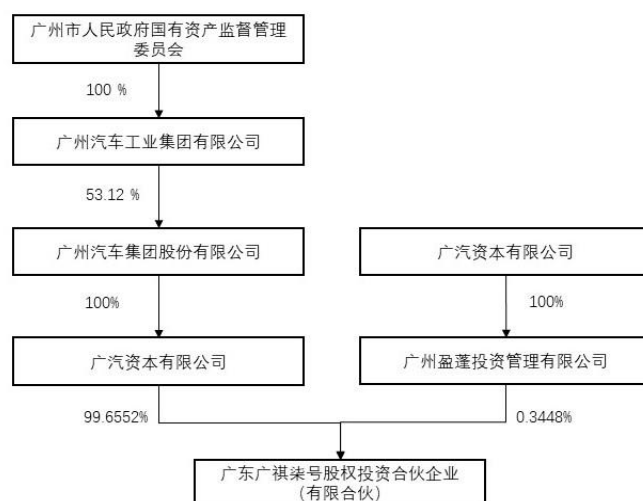 广州市人民政府国有资产监督管理
委员会
100 %
广州汽车工业集团有限公司
53.12 %
广州汽车集团股份有限公司
广汽资本有限公司
100%
100%
广汽资本有限公司
广州盈蓬投资管理有限公司
99.6552%
0.3448%
广东广祺柒号股权投资合伙企业
（有限合伙）